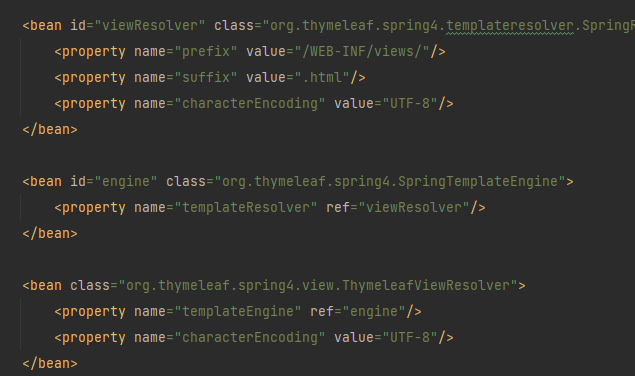 <bean id="viewResolver" class="org.thymeleaf.spring4.templateresolver.SpringR
<property name="prefix" value="/WEB-INF/views/"/>
<property name="suffix" value=".html"/>
<property name="characterEncoding" value="UTF-8"/>
</bean>
<bean id="engine" class="org.thymeleaf.spring4.SpringTemplateEngine">
<property name="templateResolver" ref="viewResolver"/>
</bean>
<bean class="org.thymeleaf.spring4.view.ThymeleafViewResolver">
<property name="templateEngine" ref="engine"/>
<property name="characterEncoding" value="UTF-8"/>
</bean>